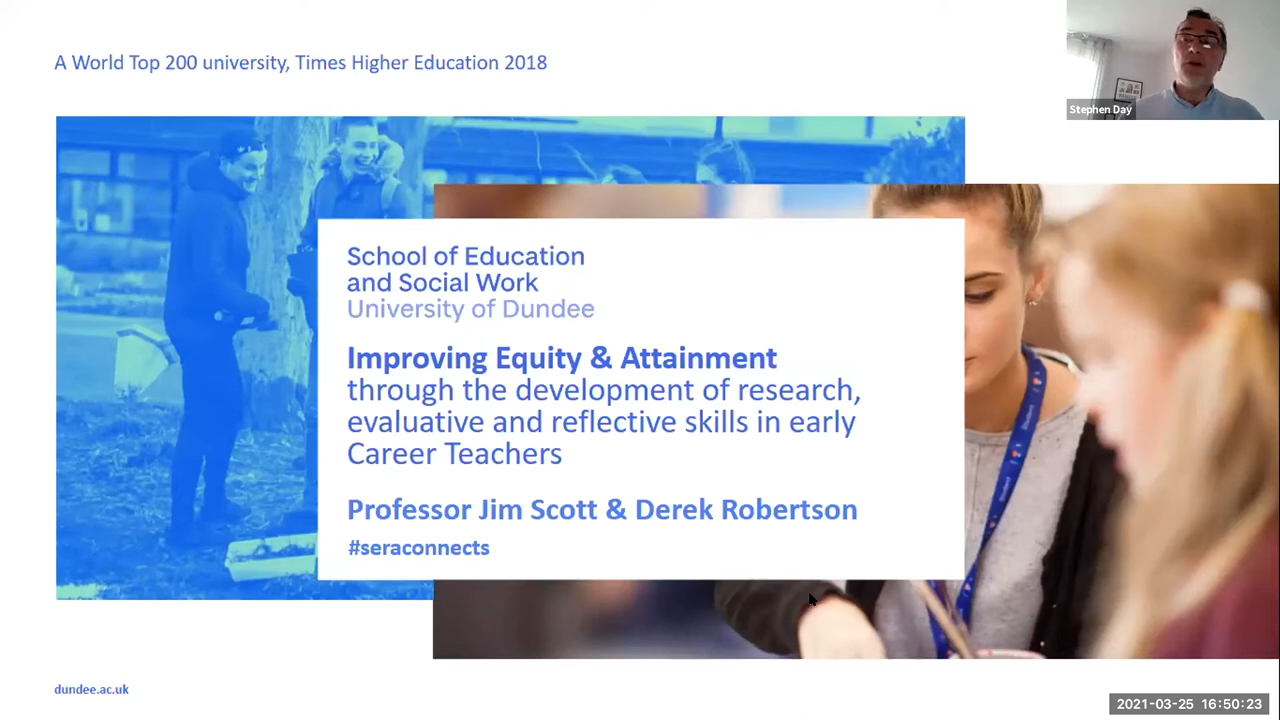 A World Top 200 university, Times Higher Education 2018
Stephen Day
School of Education
and Social Work
University of Dundee
Improving Equity & Attainment
through the development of research,
evaluative and reflective skills in early
Career Teachers
Professor Jim Scott & Derek Robertson
#seraconnects
dundee.ac.uk
2021-03-25 16:50:23